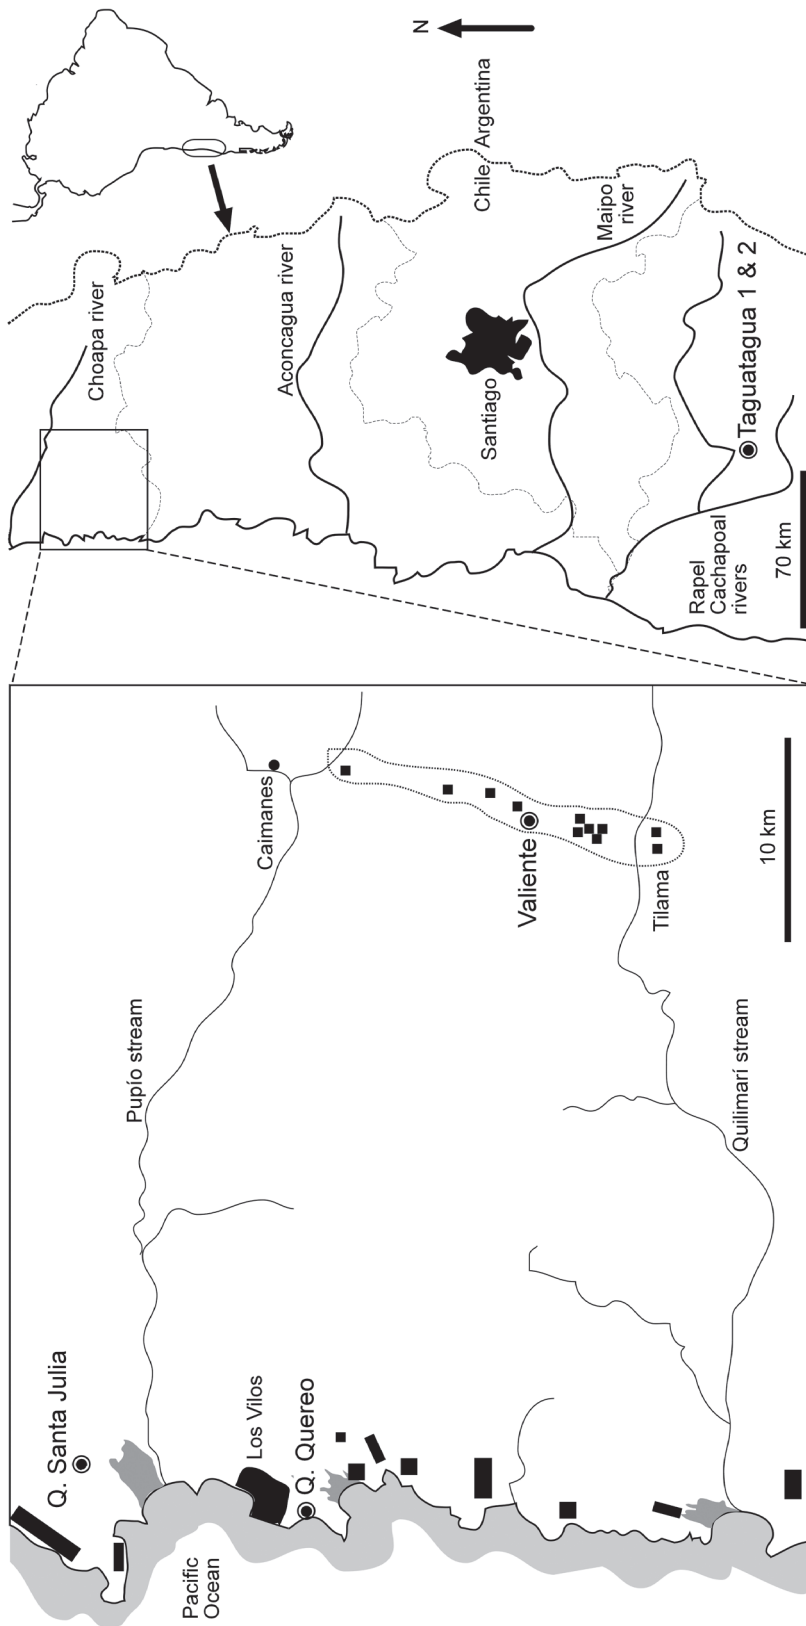 N
Chile
Argentina
Choapa river
Aconcagua river
Santiago
Maipo
river
Taguatagua 1 & 2
Rapel
Cachapoal
rivers
70 km
Q. Santa Julia
Pupío stream
Caimanes
Los Vilos
Q. Quereo
Pacific
Ocean
Valiente
Tilama
Quilimarí stream
10 km